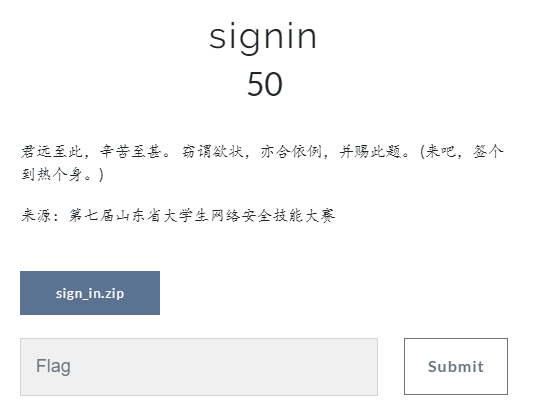 signin
50
君远至此，辛苦至甚。 窃谓欲状，亦合依例，并赐此题。（来吧，签个
到热个身。）
来源：第七届山东省大学生网络安全技能大赛
sign_in.zip
Flag
Submit